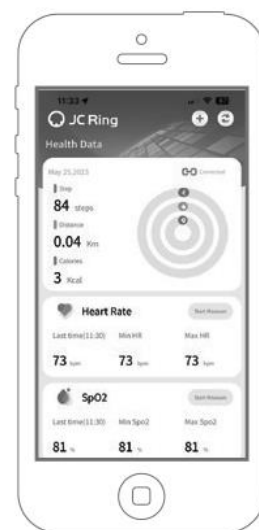 11:33
JC Ring
Health Data
May 25,2023
Connected
Step
84 steps
Distance
0.04 Km
Calories
3 Kcal
Heart Rate
Start Measure
Last time(11:30) Min HR Max HR
73 bpm 73 bpm 73 bpm
SpO2
Start Measure
Last time(11:30) Min Spo2 Max Spo2
81 % 81 % 81 %